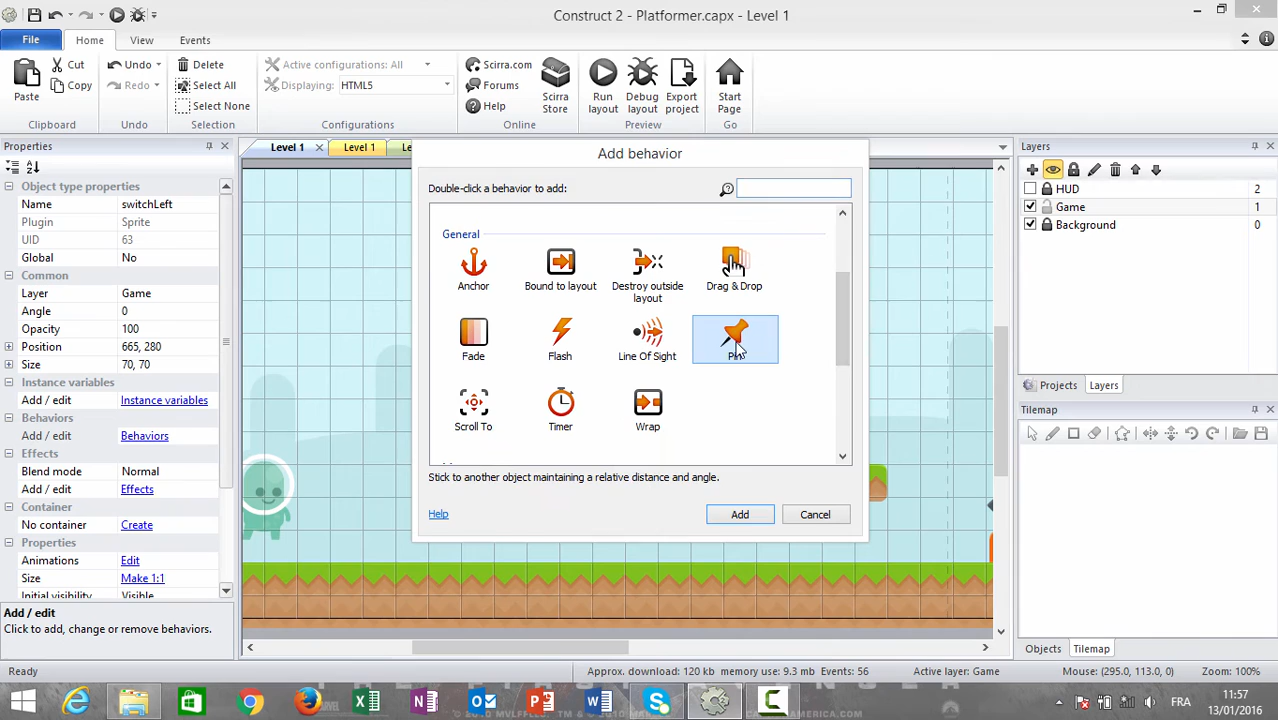 Construct 2 - Platformer.capx - Level 1
File Home View Events
Paste Cut Copy Clipboard
Undo Redo Undo
Delete Select All Select None Selection
Active configurations: All
Displaying: HTML5
Configurations
Scirra.com Forums Help Scirra Store Online
Run layout Debug layout Export project Preview
Start Page Go
Properties
Level 1 Level 1 Le
Object type properties
Name switchLeft
Plugin Sprite
UID 63
Global No
Common
Layer Game
Angle 0
Opacity 100
Position 665, 280
Size 70, 70
Instance variables
Add / edit Instance variables
Behaviors
Add / edit Behaviors
Effects
Blend mode Normal
Add / edit Effects
Container
No container Create
Properties
Animations Edit
Size Make 1:1
Initial visibility Visible
Add / edit
Click to add, change or remove behaviors.
Add behavior
Double-click a behavior to add:
General
Anchor Bound to layout Destroy outside layout Drag & Drop
Fade Flash Line Of Sight Pin
Scroll To Timer Wrap
Stick to another object maintaining a relative distance and angle.
Help Add Cancel
Layers
HUD 2
Game 1
Background 0
Projects Layers
Tilemap
Objects Tilemap
Ready Approx. download: 120 kb memory use: 9.3 mb Events: 56 Active layer: Game Mouse: (295.0, 113.0, 0) Zoom: 100%
FRA 11:57
13/01/2016